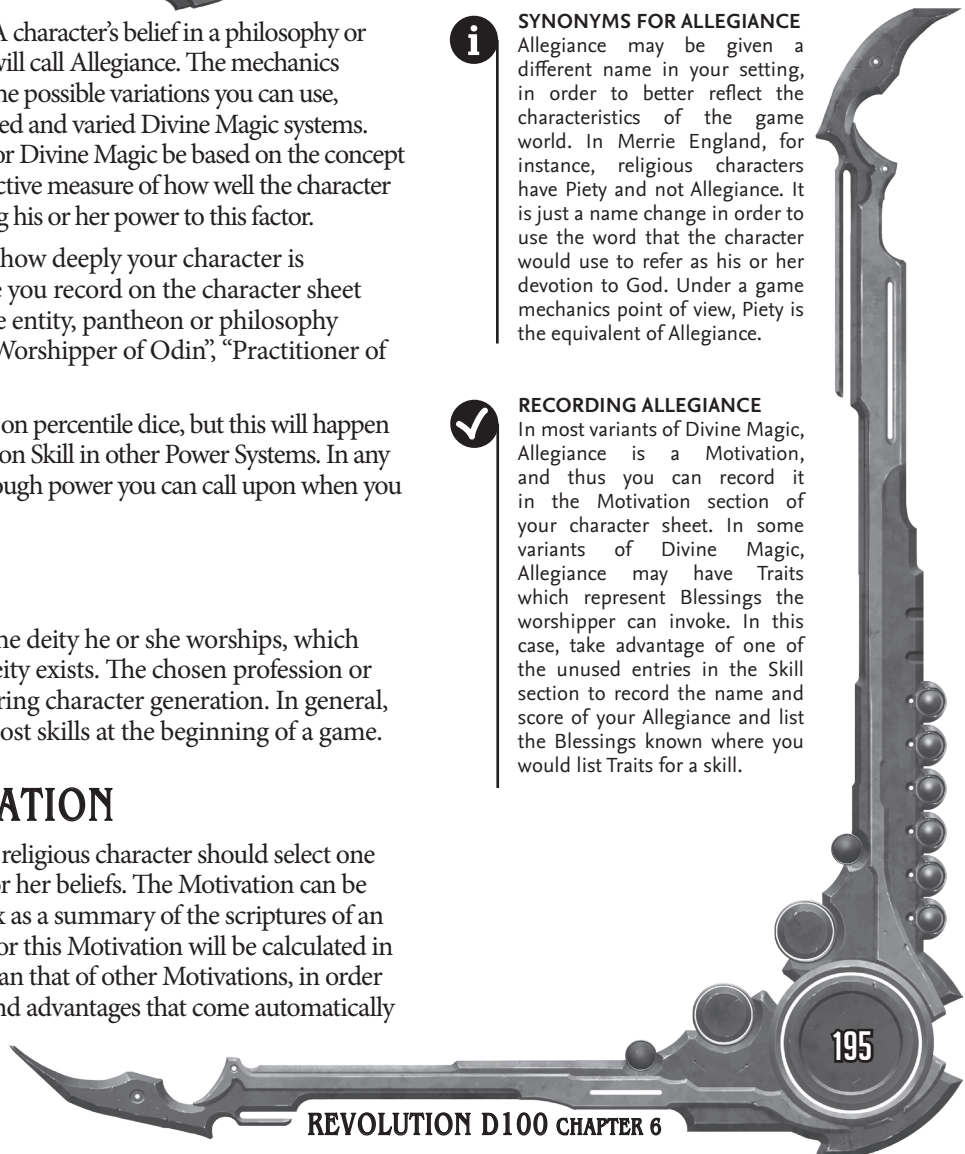 A character's belief in a philosophy or
will call Allegiance. The mechanics
he possible variations you can use,
ed and varied Divine Magic systems.
or Divine Magic be based on the concept
ctive measure of how well the character
g his or her power to this factor.
how deeply your character is
e you record on the character sheet
e entity, pantheon or philosophy
Worshipper of Odin”, “Practitioner of
on percentile dice, but this will happen
on Skill in other Power Systems. In any
ough power you can call upon when you
he deity he or she worships, which
eity exists. The chosen profession or
ring character generation. In general,
ost skills at the beginning of a game.
ATION
religious character should select one
or her beliefs. The Motivation can be
x as a summary of the scriptures of an
or this Motivation will be calculated in
an that of other Motivations, in order
nd advantages that come automatically
i
SYNONYMS FOR ALLEGIANCE
Allegiance may be given a
different name in your setting,
in order to better reflect the
characteristics of the game
world. In Merrie England, for
instance, religious characters
have Piety and not Allegiance. It
is just a name change in order to
use the word that the character
would use to refer as his or her
devotion to God. Under a game
mechanics point of view, Piety is
the equivalent of Allegiance.
RECORDING ALLEGIANCE
In most variants of Divine Magic,
Allegiance is a Motivation,
and thus you can record it
in the Motivation section of
your character sheet. In some
variants of Divine Magic,
Allegiance may have Traits
which represent Blessings the
worshipper can invoke. In this
case, take advantage of one of
the unused entries in the Skill
section to record the name and
score of your Allegiance and list
the Blessings known where you
would list Traits for a skill.
195
REVOLUTION D100 CHAPTER 6